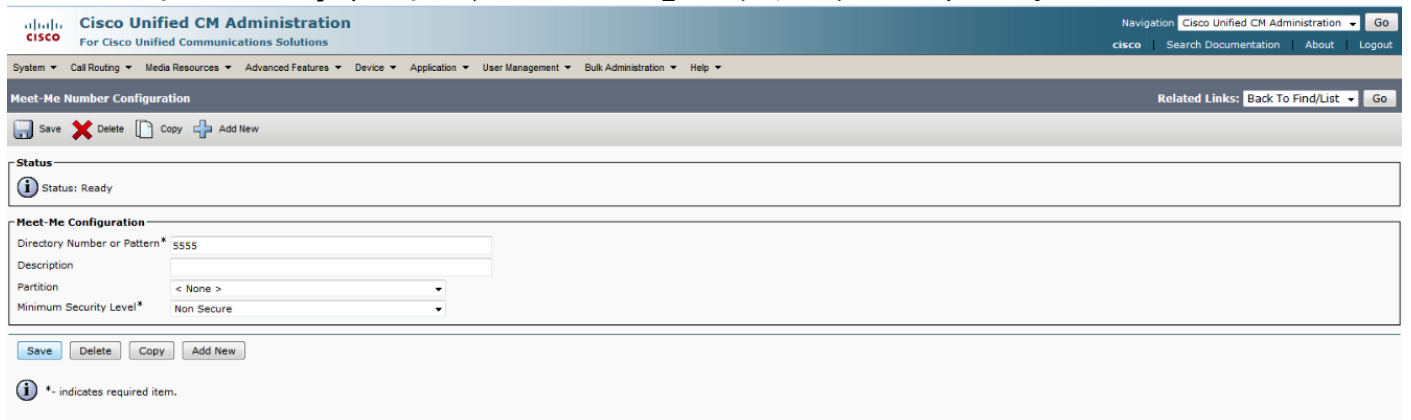 Cisco Unified CM Administration
For Cisco Unified Communications Solutions
Navigation Cisco Unified CM Administration Go
cisco | Search Documentation | About | Logout
CISCO
System Call Routing Media Resources Advanced Features Device Application User Management Bulk Administration Help
Meet-Me Number Configuration
Related Links: Back To Find/List Go
Save Delete Copy Add New
Status
Status: Ready
Meet-Me Configuration
Directory Number or Pattern* 5555
Description
Partition < None >
Minimum Security Level* Non Secure
Save Delete Copy Add New
*- indicates required item.